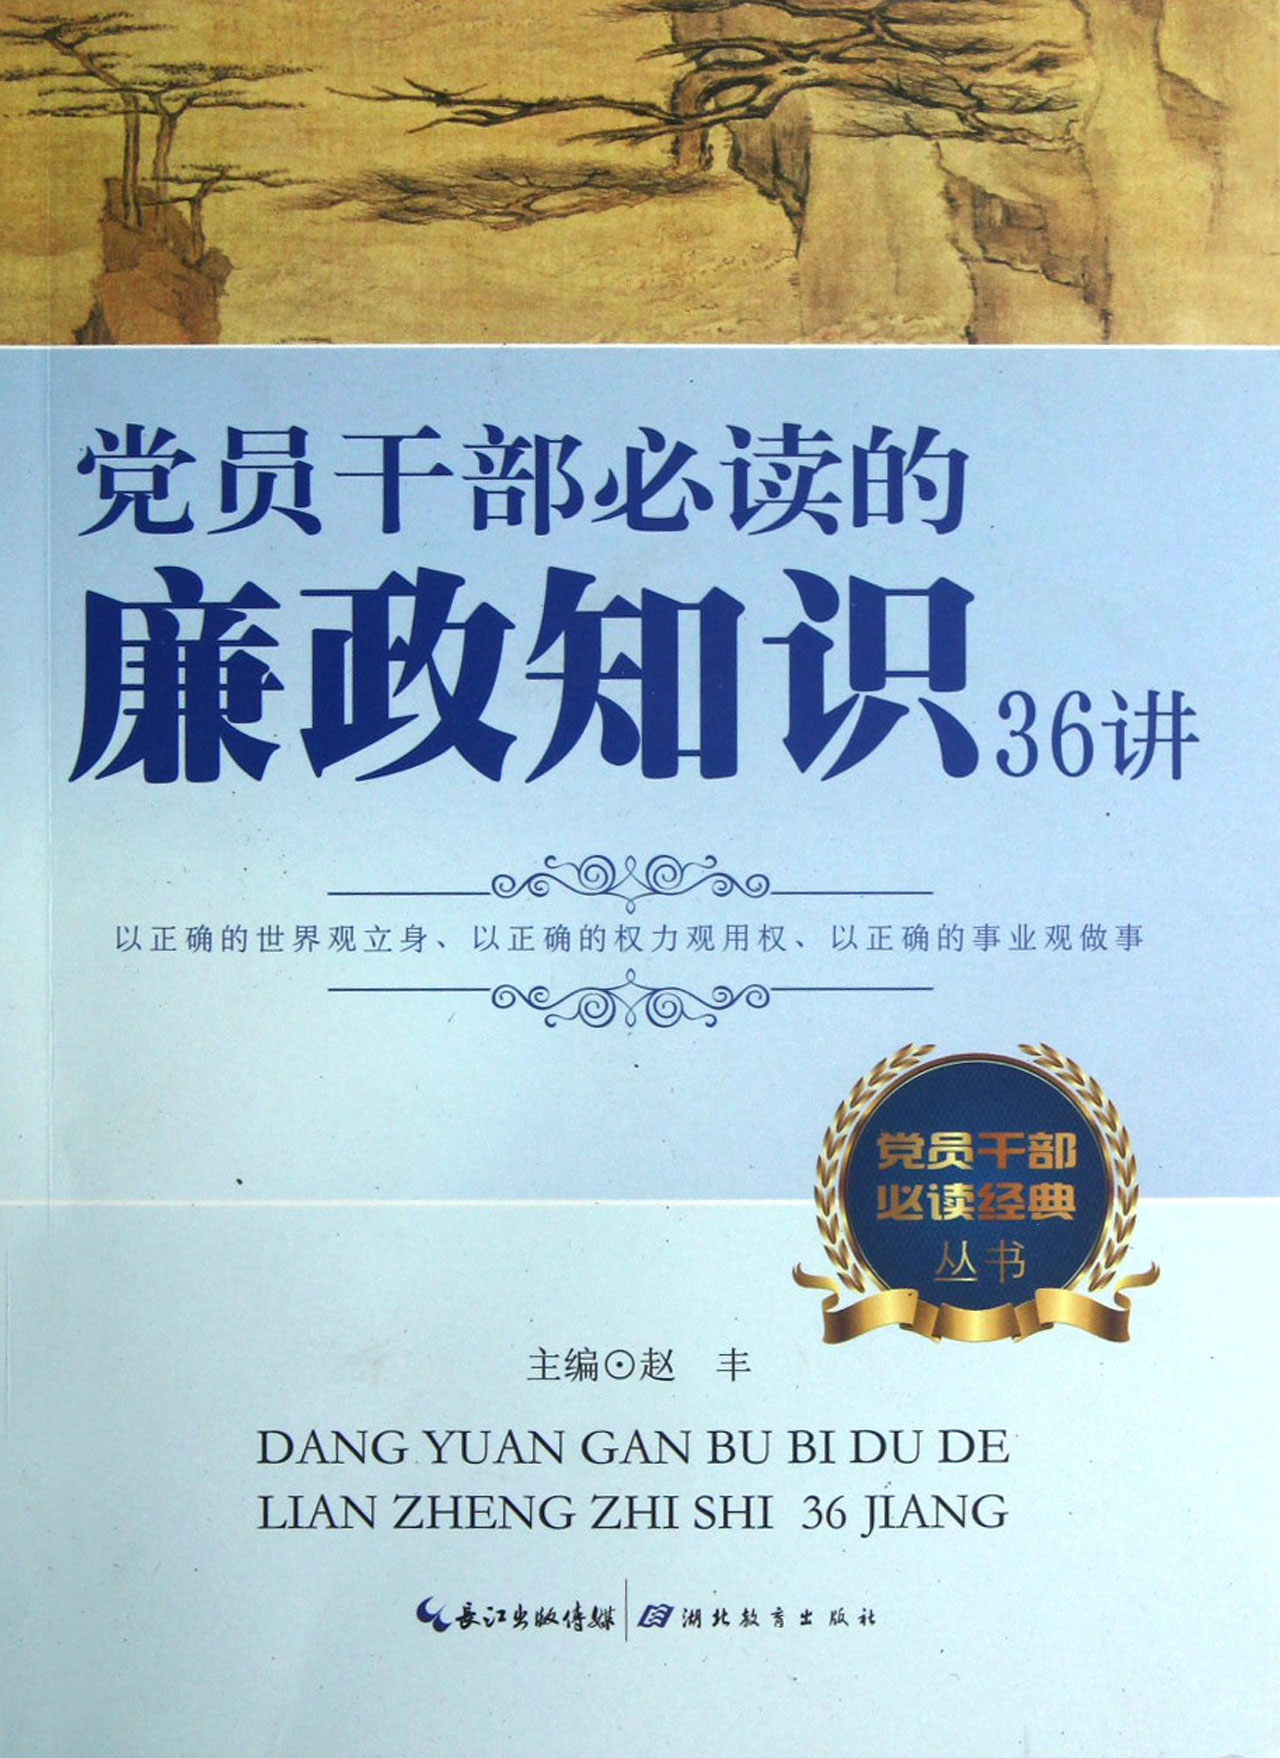 党员干部必读的
廉政知识36讲
以正确的世界观立身、以正确的权力观用权、以正确的事业观做事
党员干部
必读经典
丛书
主编⊙赵 丰
DANG YUAN GAN BU BI DU DE
LIAN ZHENG ZHI SHI 36 JIANG
長江出版传媒 湖北教育出版社